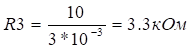 R3 = 10 / (3 * 10⁻³) = 3.3кОм